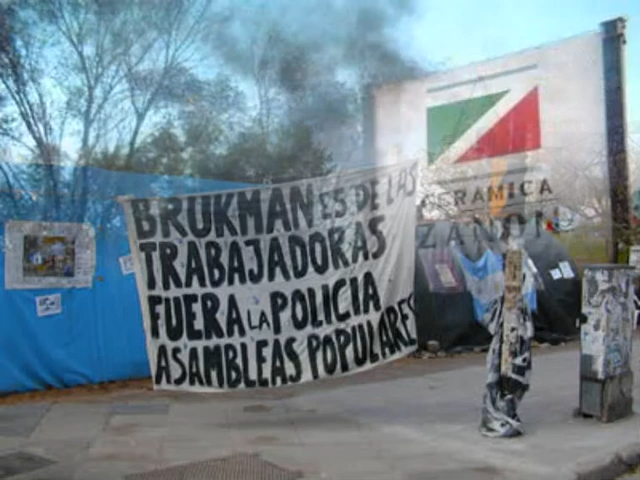 BRUKMAN ES DE LAS
TRABAJADORAS
FUERA LA POLICIA
ASAMBLEAS POPULARES
CERAMICA
ZANON